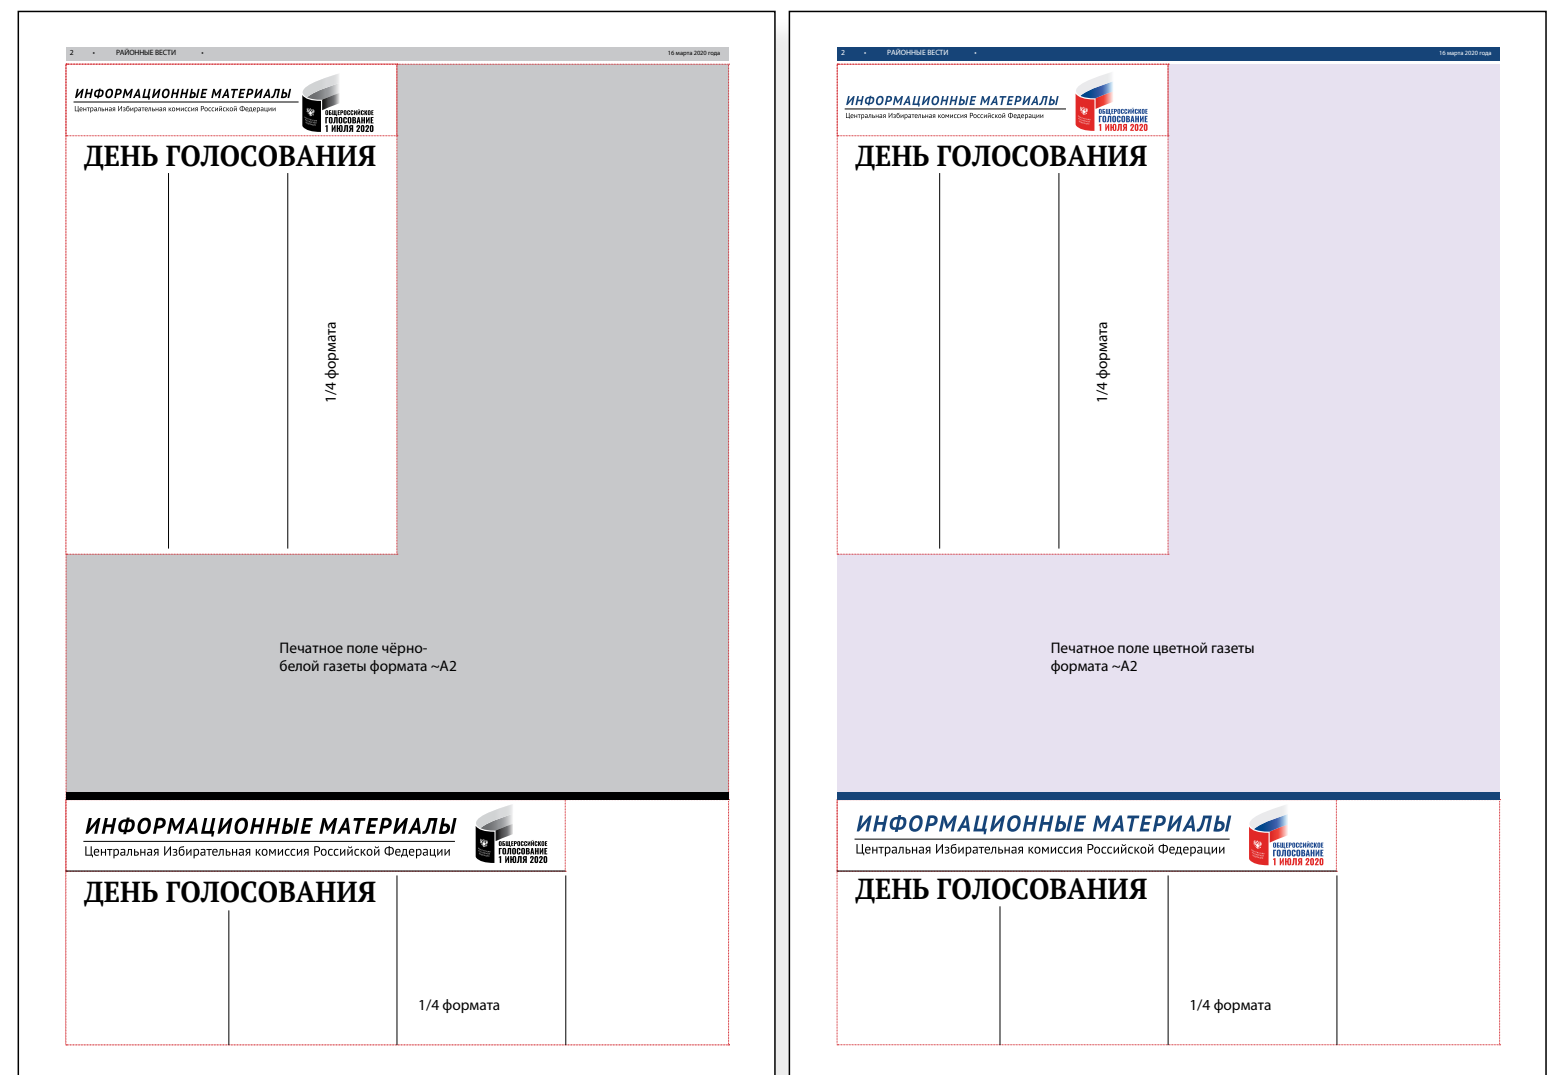 2 • РАЙОННЫЕ ВЕСТИ • 16 марта 2020 года
ИНФОРМАЦИОННЫЕ МАТЕРИАЛЫ
Центральная Избирательная комиссия Российской Федерации
ОБЩЕРОССИЙСКОЕ
ГОЛОСОВАНИЕ
1 ИЮЛЯ 2020
ДЕНЬ ГОЛОСОВАНИЯ
1/4 формата
Печатное поле чёрно-
белой газеты формата ~А2
ИНФОРМАЦИОННЫЕ МАТЕРИАЛЫ
Центральная Избирательная комиссия Российской Федерации
ОБЩЕРОССИЙСКОЕ
ГОЛОСОВАНИЕ
1 ИЮЛЯ 2020
ДЕНЬ ГОЛОСОВАНИЯ
1/4 формата
2 • РАЙОННЫЕ ВЕСТИ • 16 марта 2020 года
ИНФОРМАЦИОННЫЕ МАТЕРИАЛЫ
Центральная Избирательная комиссия Российской Федерации
ОБЩЕРОССИЙСКОЕ
ГОЛОСОВАНИЕ
1 ИЮЛЯ 2020
ДЕНЬ ГОЛОСОВАНИЯ
1/4 формата
Печатное поле цветной газеты
формата ~А2
ИНФОРМАЦИОННЫЕ МАТЕРИАЛЫ
Центральная Избирательная комиссия Российской Федерации
ОБЩЕРОССИЙСКОЕ
ГОЛОСОВАНИЕ
1 ИЮЛЯ 2020
ДЕНЬ ГОЛОСОВАНИЯ
1/4 формата